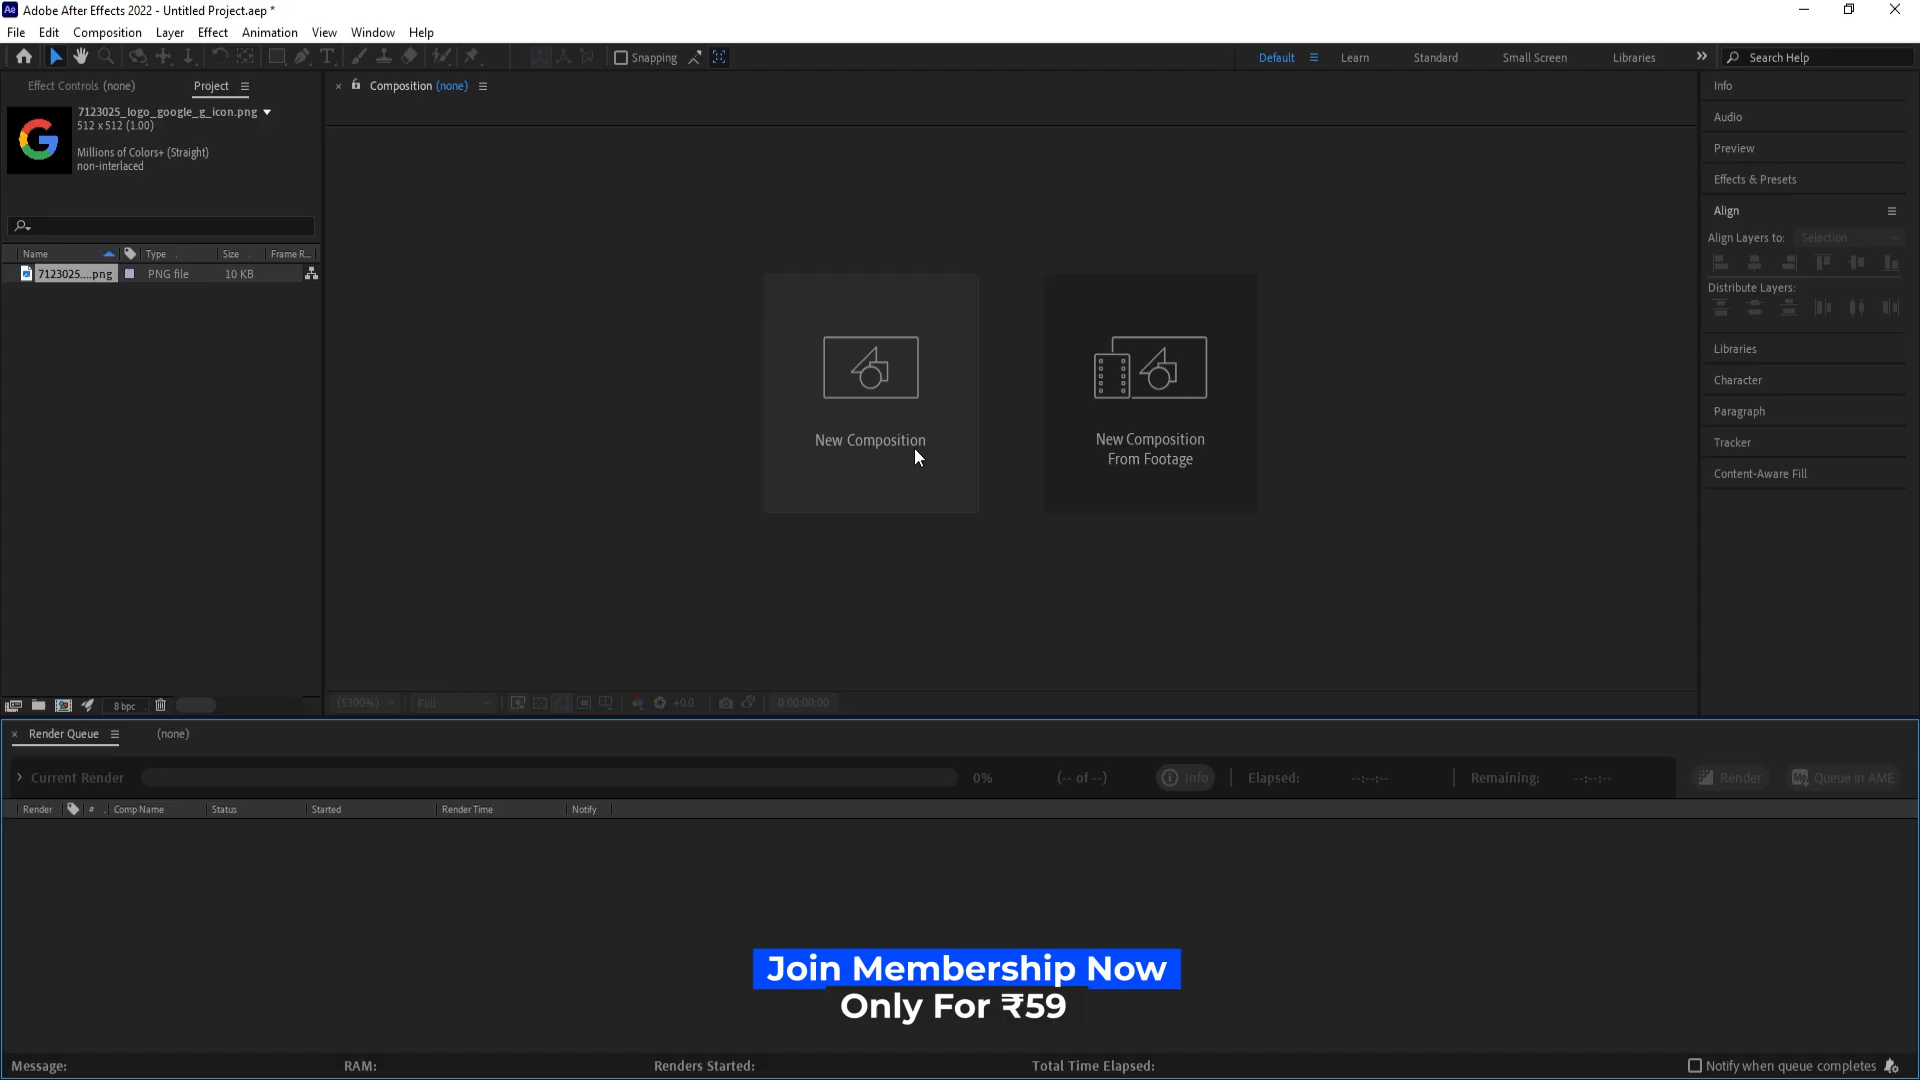 Ae Adobe After Effects 2022 - Untitled Project.aep *
File Edit Composition Layer Effect Animation View Window Help
Snapping Default Learn Standard Small Screen Libraries Search Help
Effect Controls (none) Project
Composition (none)
7123025_logo_google_g_icon.png
512 x 512 (1.00)
Millions of Colors+ (Straight)
non-interlaced
Name Type Size Frame R...
7123025....png PNG file 10 KB
New Composition
New Composition
From Footage
Info
Audio
Preview
Effects & Presets
Align
Align Layers to: Selection
Distribute Layers:
Libraries
Character
Paragraph
Tracker
Content-Aware Fill
8 bpc
(5300%) Full +0.0 0:00:00:00
Render Queue (none)
Current Render 0% (-- of --) Info Elapsed: --:--:-- Remaining: --:--:-- Render Queue in AME
Render # Comp Name Status Started Render Time Notify
Join Membership Now
Only For ₹59
Message: RAM: Renders Started: Total Time Elapsed: Notify when queue completes